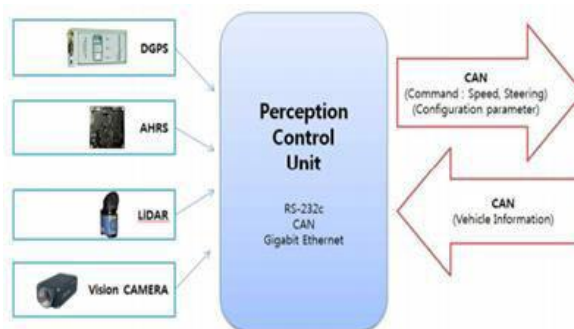 DGPS
AHRS
LiDAR
Vision CAMERA
Perception
Control
Unit
RS-232c
CAN
Gigabit Ethernet
CAN
(Command : Speed, Steering)
(Configuration parameter)
CAN
(Vehicle Information)